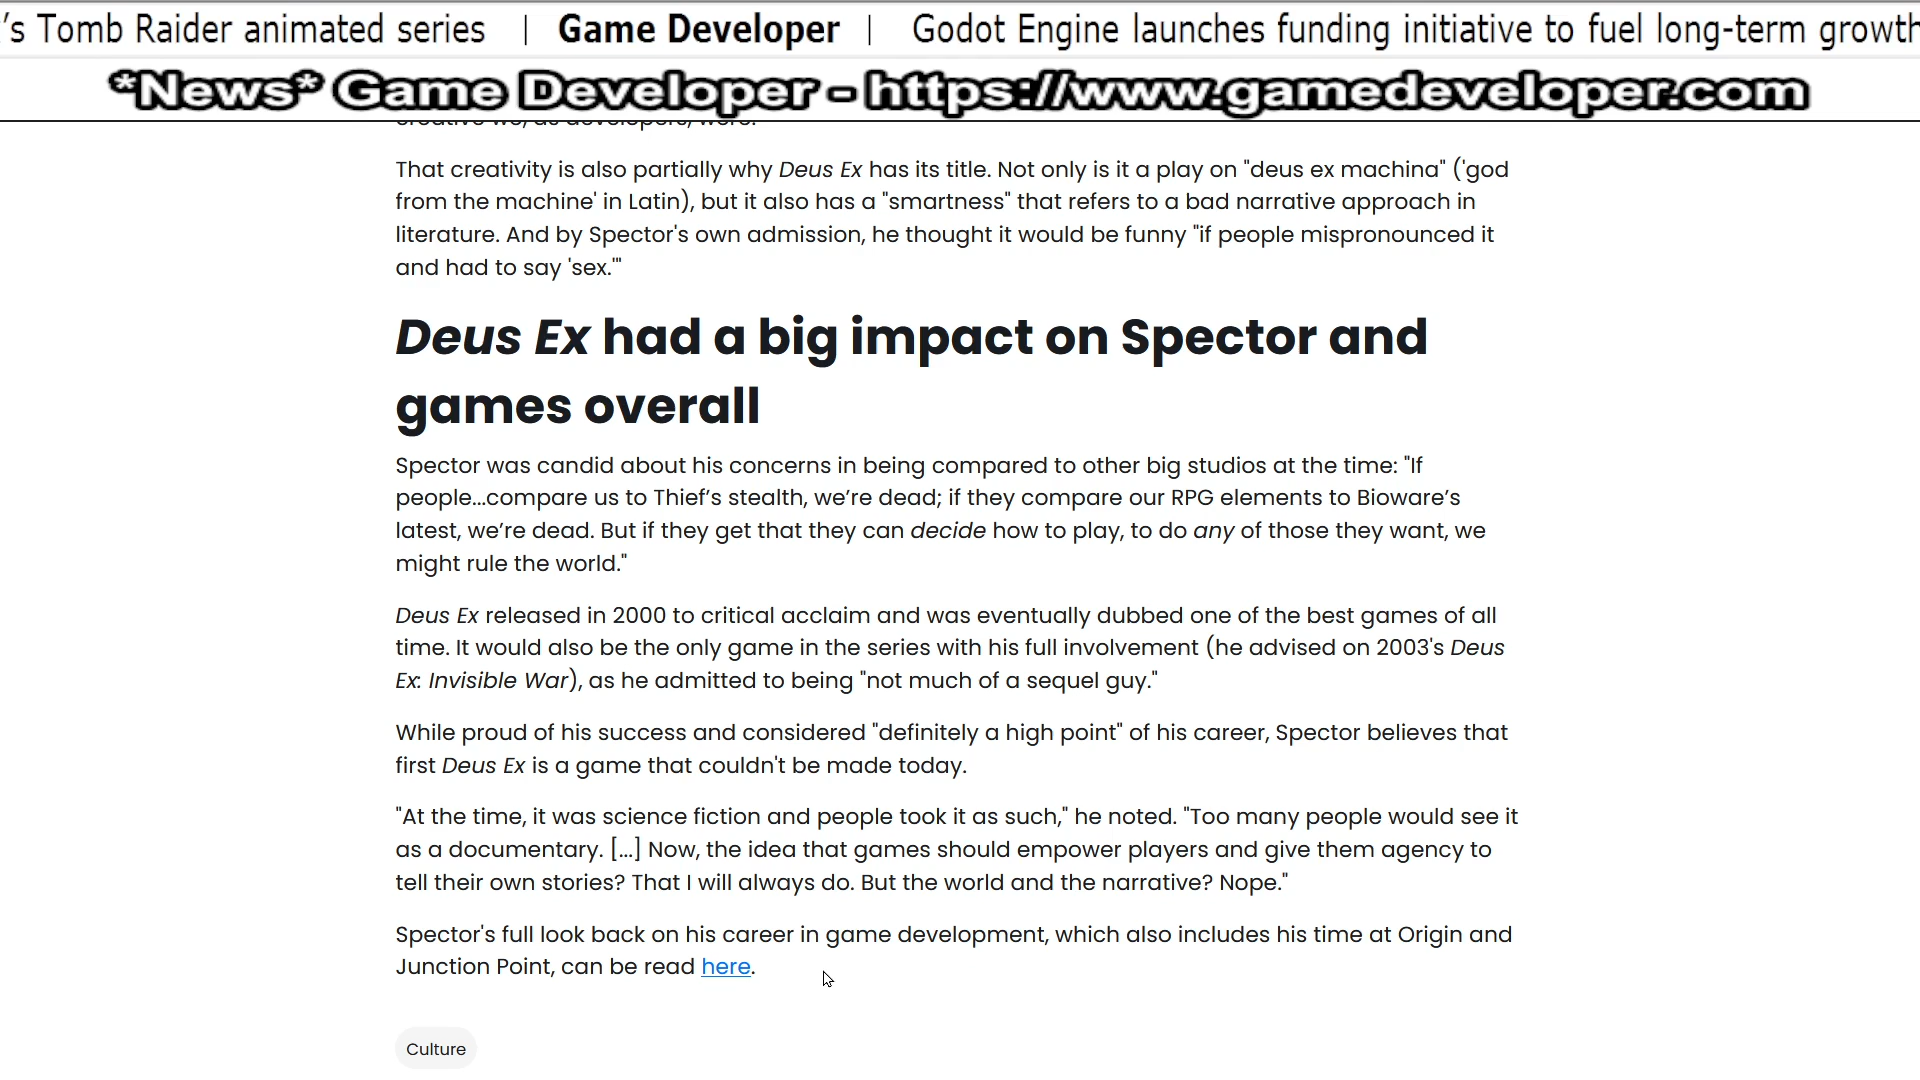 's Tomb Raider animated series | Game Developer | Godot Engine launches funding initiative to fuel long-term growth
*News* Game Developer - https://www.gamedeveloper.com
creative we, as developers, were.
That creativity is also partially why Deus Ex has its title. Not only is it a play on "deus ex machina" ('god
from the machine' in Latin), but it also has a "smartness" that refers to a bad narrative approach in
literature. And by Spector's own admission, he thought it would be funny "if people mispronounced it
and had to say 'sex.'"
Deus Ex had a big impact on Spector and
games overall
Spector was candid about his concerns in being compared to other big studios at the time: "If
people...compare us to Thief’s stealth, we’re dead; if they compare our RPG elements to Bioware’s
latest, we’re dead. But if they get that they can decide how to play, to do any of those they want, we
might rule the world."
Deus Ex released in 2000 to critical acclaim and was eventually dubbed one of the best games of all
time. It would also be the only game in the series with his full involvement (he advised on 2003's Deus
Ex: Invisible War), as he admitted to being "not much of a sequel guy."
While proud of his success and considered "definitely a high point" of his career, Spector believes that
first Deus Ex is a game that couldn't be made today.
"At the time, it was science fiction and people took it as such," he noted. "Too many people would see it
as a documentary. [...] Now, the idea that games should empower players and give them agency to
tell their own stories? That I will always do. But the world and the narrative? Nope."
Spector's full look back on his career in game development, which also includes his time at Origin and
Junction Point, can be read here.
Culture